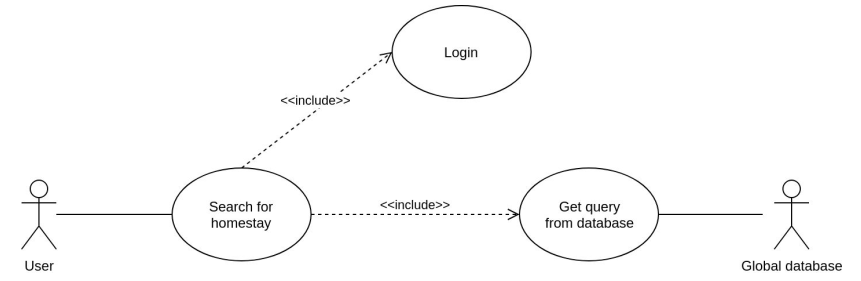 Login
<<include>>
Search for
homestay
<<include>>
Get query
from database
User
Global database